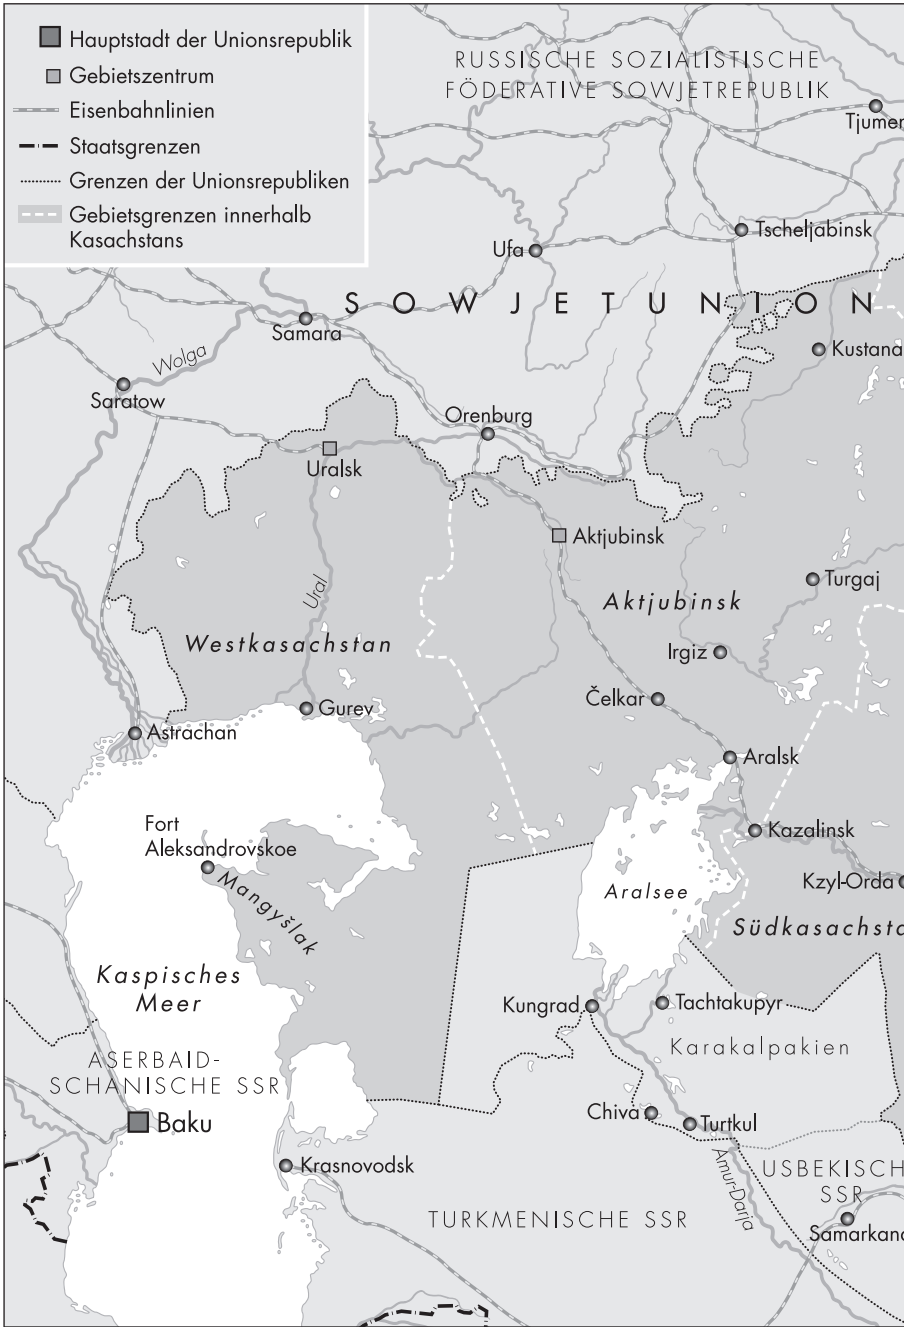 Hauptstadt der Unionsrepublik
Gebietszentrum
Eisenbahnlinien
Staatsgrenzen
Grenzen der Unionsrepubliken
Gebietsgrenzen innerhalb
Kasachstans
RUSSISCHE SOZIALISTISCHE
FÖDERATIVE SOWJETREPUBLIK
Tjumen
Tscheljabinsk
Ufa
SOWJETUNION
Samara
Kustana
Wolga
Saratow
Orenburg
Uralsk
Aktjubinsk
Turgaj
Ural
Aktjubinsk
Westkasachstan
Irgiz
Čelkar
Gurev
Astrachan
Aralsk
Fort
Aleksandrovskoe
Kazalinsk
Mangyšlak
Aralsee
Kzyl-Orda
Südkasachsta
Kaspisches
Meer
Kungrad
Tachtakupyr
Karakalpakien
ASERBAID-
SCHANISCHE SSR
Baku
Chiva
Turtkul
Krasnovodsk
Amur-Darja
USBEKISCH
SSR
TURKMENISCHE SSR
Samarkand